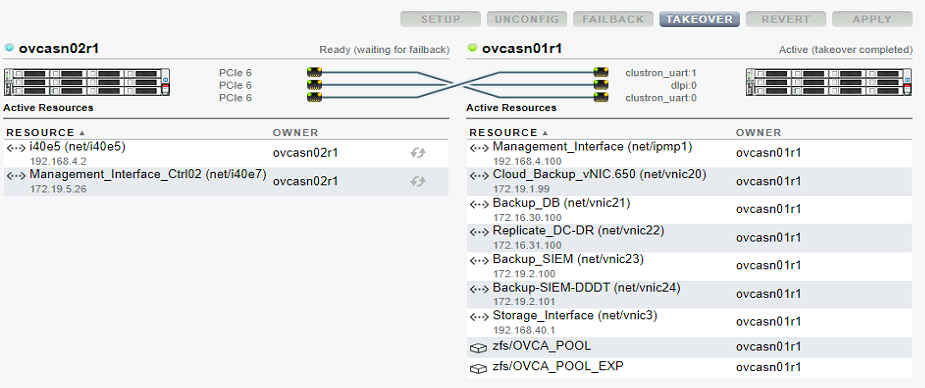 SETUP UNCONFIG FAILBACK TAKEOVER REVERT APPLY
ovcasn02r1 Ready (waiting for failback)
PCIe 6
PCIe 6
PCIe 6
Active Resources
RESOURCE ▲ OWNER
i40e5 (net/i40e5) ovcasn02r1
192.168.4.2
Management_Interface_Ctrl02 (net/i40e7) ovcasn02r1
172.19.5.26
ovcasn01r1 Active (takeover completed)
clustron_uart:1
dlpi:0
clustron_uart:0
Active Resources
RESOURCE ▲ OWNER
Management_Interface (net/ipmp1) ovcasn01r1
192.168.4.100
Cloud_Backup_vNIC.650 (net/vnic20) ovcasn01r1
172.19.1.99
Backup_DB (net/vnic21) ovcasn01r1
172.16.30.100
Replicate_DC-DR (net/vnic22) ovcasn01r1
172.16.31.100
Backup_SIEM (net/vnic23) ovcasn01r1
172.19.2.100
Backup-SIEM-DDDT (net/vnic24) ovcasn01r1
172.19.2.101
Storage_Interface (net/vnic3) ovcasn01r1
192.168.40.1
zfs/OVCA_POOL ovcasn01r1
zfs/OVCA_POOL_EXP ovcasn01r1